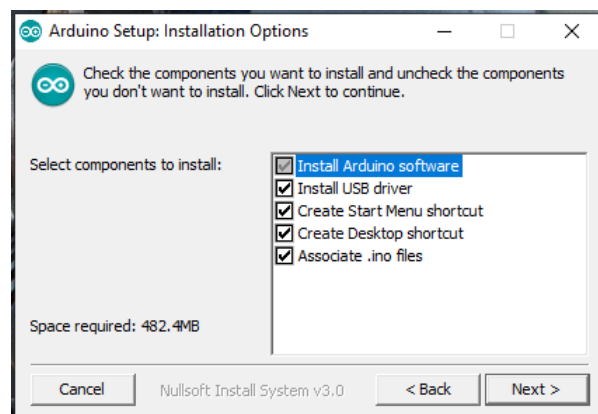 Arduino Setup: Installation Options
Check the components you want to install and uncheck the components
you don't want to install. Click Next to continue.
Select components to install:
Install Arduino software
Install USB driver
Create Start Menu shortcut
Create Desktop shortcut
Associate .ino files
Space required: 482.4MB
Cancel
Nullsoft Install System v3.0
< Back
Next >